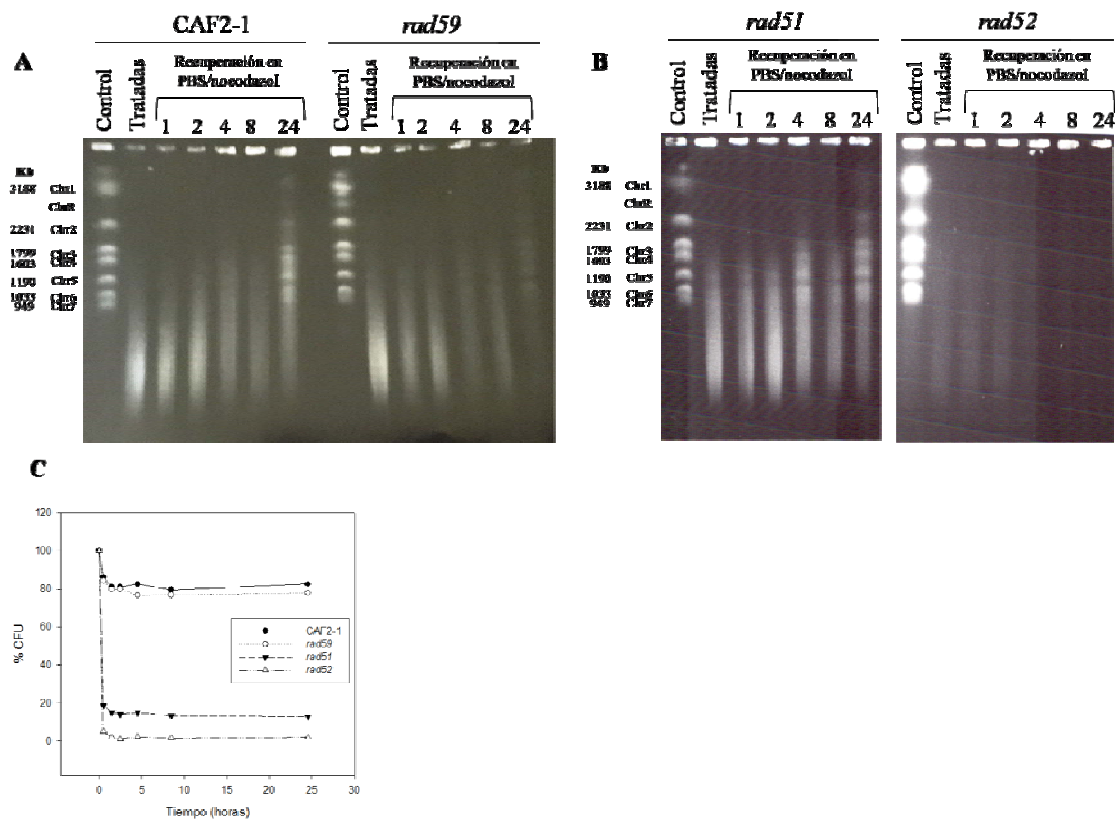 CAF2-1 rad59
A Control Tratadas Recuperación en PBS/nocodazol Control Tratadas Recuperación en PBS/nocodazol
1 2 4 8 24 1 2 4 8 24
Kb
3188 Chr1
ChrR
2231 Chr2
1799 Chr3
1603 Chr4
1190 Chr5
1033 Chr6
949 Chr7
rad51 rad52
B Control Tratadas Recuperación en PBS/nocodazol Control Tratadas Recuperación en PBS/nocodazol
1 2 4 8 24 1 2 4 8 24
Kb
3188 Chr1
ChrR
2231 Chr2
1799 Chr3
1603 Chr4
1190 Chr5
1033 Chr6
949 Chr7
C
120
100
80
60
40
20
0
% CFU
CAF2-1
rad59
rad51
rad52
0 5 10 15 20 25 30
Tiempo (horas)